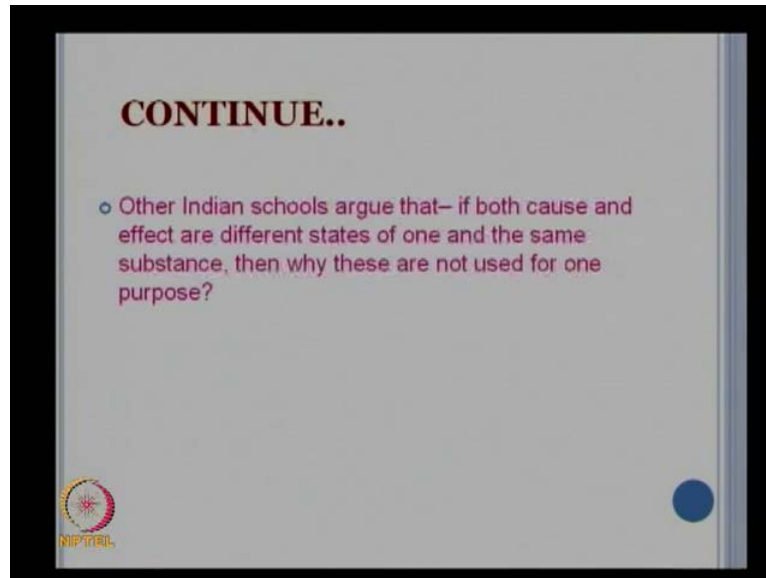 CONTINUE..
Other Indian schools argue that– if both cause and
effect are different states of one and the same
substance, then why these are not used for one
purpose?
NPTEL